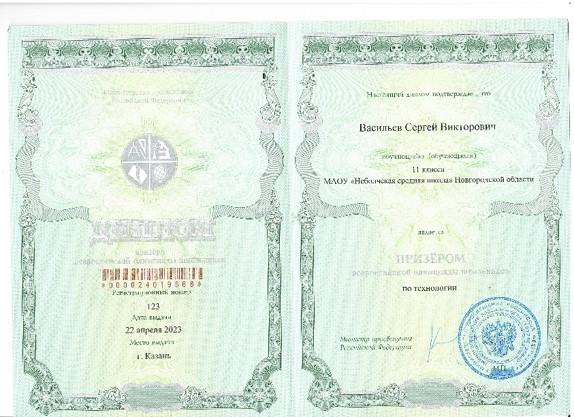 Министерство просвещения
Российской Федерации
ДИПЛОМ
призёра
всероссийской олимпиады школьников
Регистрационный номер
123
Дата выдачи
22 апреля 2023
Место выдачи
г. Казань
Настоящий диплом подтверждает, что
Васильев Сергей Викторович
обучающийся (обучающаяся)
11 класса
МАОУ «Неболчская средняя школа» Новгородской области
является
ПРИЗЁРОМ
всероссийской олимпиады школьников
по технологии
Министр просвещения
Российской Федерации
МП